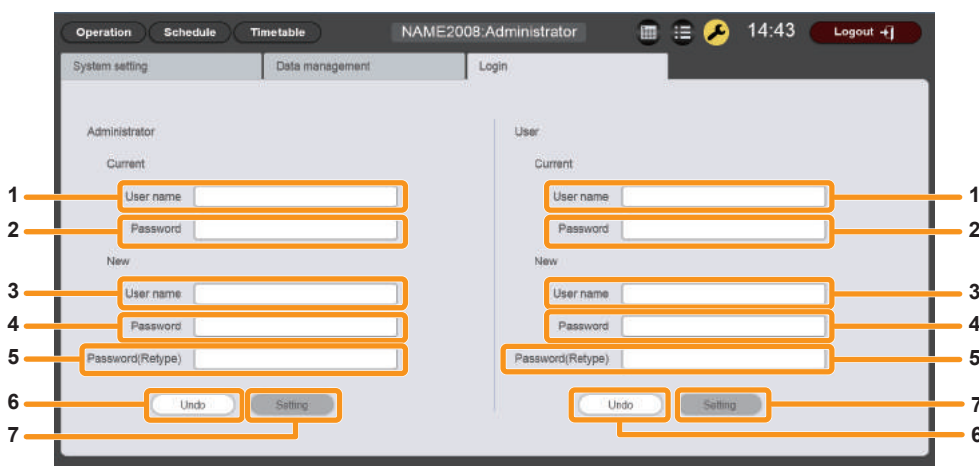 Operation Schedule Timetable NAME2008:Administrator 14:43 Logout
System setting Data management Login
Administrator User
Current Current
1 User name User name 1
2 Password Password 2
New New
3 User name User name 3
4 Password Password 4
5 Password(Retype) Password(Retype) 5
6 Undo Setting Undo Setting 7
7 6